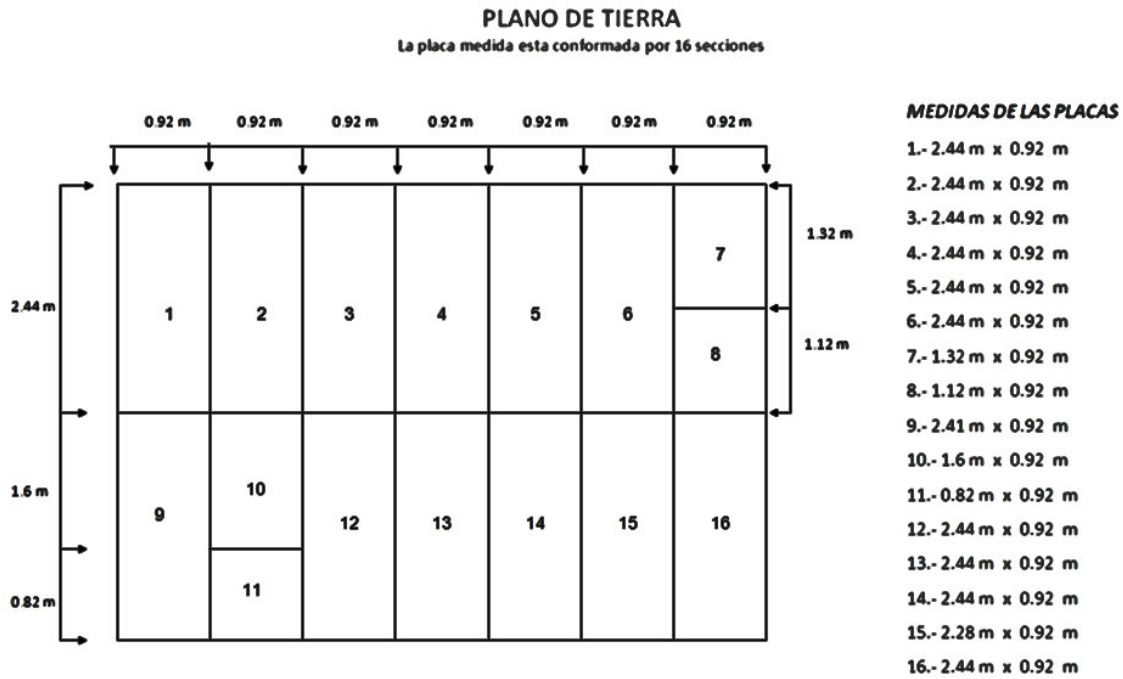 PLANO DE TIERRA
La placa medida esta conformada por 16 secciones
0.92 m 0.92 m 0.92 m 0.92 m 0.92 m 0.92 m 0.92 m
2.44 m
1.6 m
0.82 m
1 2 3 4 5 6 7
8
9 10 12 13 14 15 16
11
1.32 m
1.12 m
MEDIDAS DE LAS PLACAS
1.- 2.44 m x 0.92 m
2.- 2.44 m x 0.92 m
3.- 2.44 m x 0.92 m
4.- 2.44 m x 0.92 m
5.- 2.44 m x 0.92 m
6.- 2.44 m x 0.92 m
7.- 1.32 m x 0.92 m
8.- 1.12 m x 0.92 m
9.- 2.41 m x 0.92 m
10.- 1.6 m x 0.92 m
11.- 0.82 m x 0.92 m
12.- 2.44 m x 0.92 m
13.- 2.44 m x 0.92 m
14.- 2.44 m x 0.92 m
15.- 2.28 m x 0.92 m
16.- 2.44 m x 0.92 m